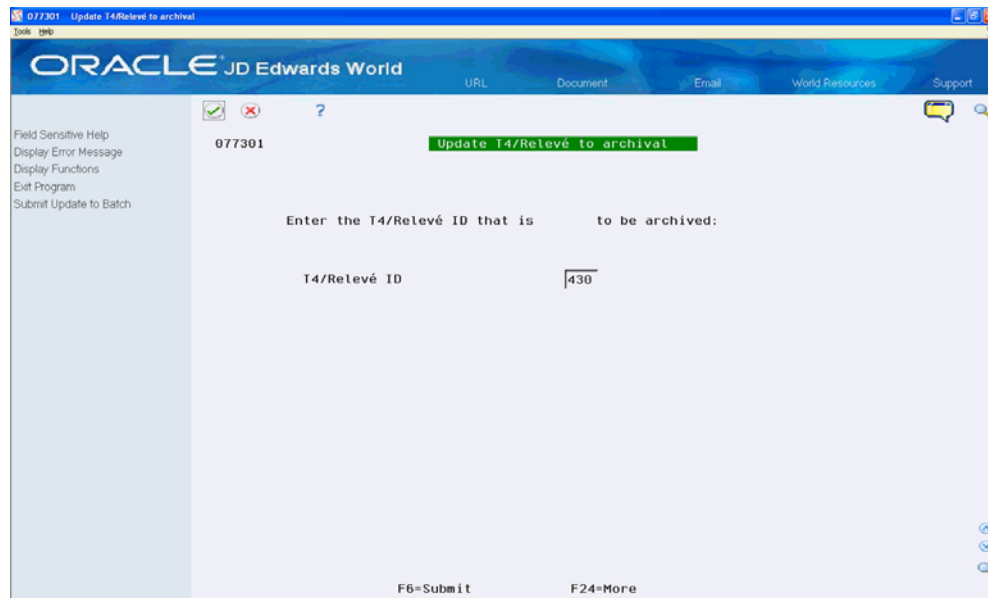 077301 Update T4/Relevé to archival
Tools Help
ORACLE JD Edwards World
URL Document Email World Resources Support
Field Sensitive Help
Display Error Message
Display Functions
Exit Program
Submit Update to Batch
?
077301 Update T4/Relevé to archival
Enter the T4/Relevé ID that is to be archived:
T4/Relevé ID 430
F6=Submit F24=More